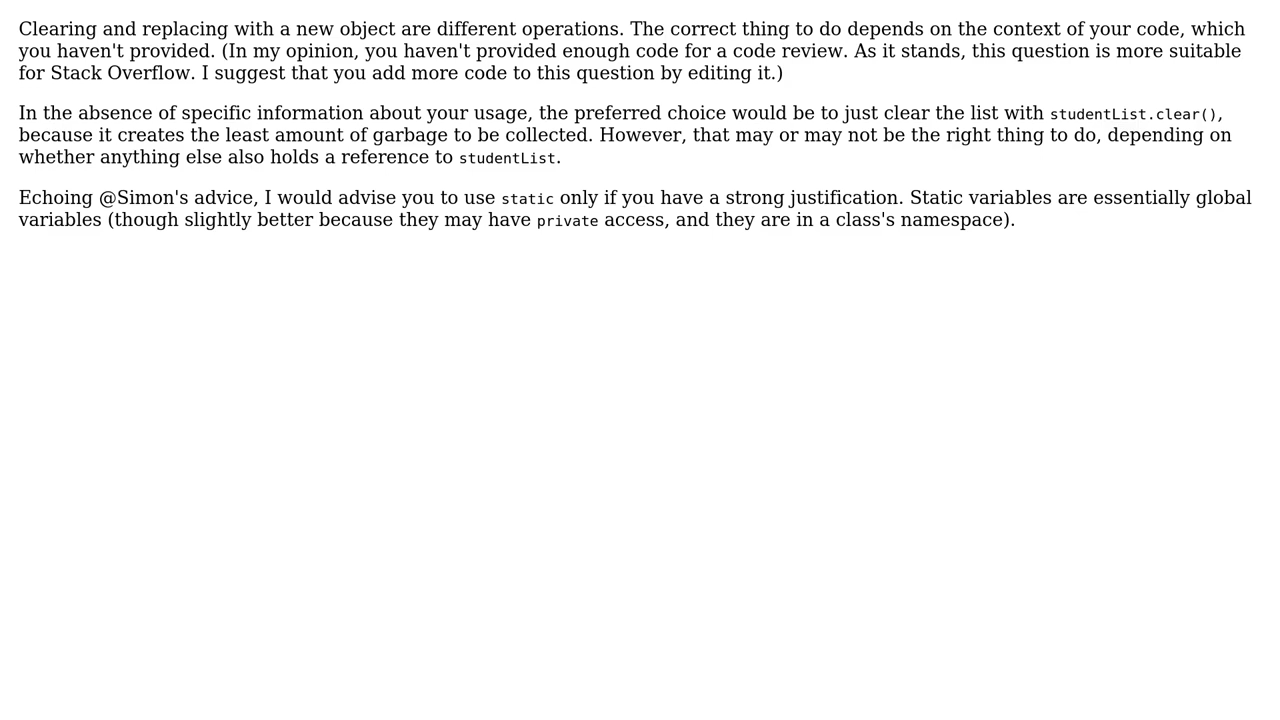 Clearing and replacing with a new object are different operations. The correct thing to do depends on the context of your code, which
you haven't provided. (In my opinion, you haven't provided enough code for a code review. As it stands, this question is more suitable
for Stack Overflow. I suggest that you add more code to this question by editing it.)
In the absence of specific information about your usage, the preferred choice would be to just clear the list with studentList.clear(),
because it creates the least amount of garbage to be collected. However, that may or may not be the right thing to do, depending on
whether anything else also holds a reference to studentList.
Echoing @Simon's advice, I would advise you to use static only if you have a strong justification. Static variables are essentially global
variables (though slightly better because they may have private access, and they are in a class's namespace).